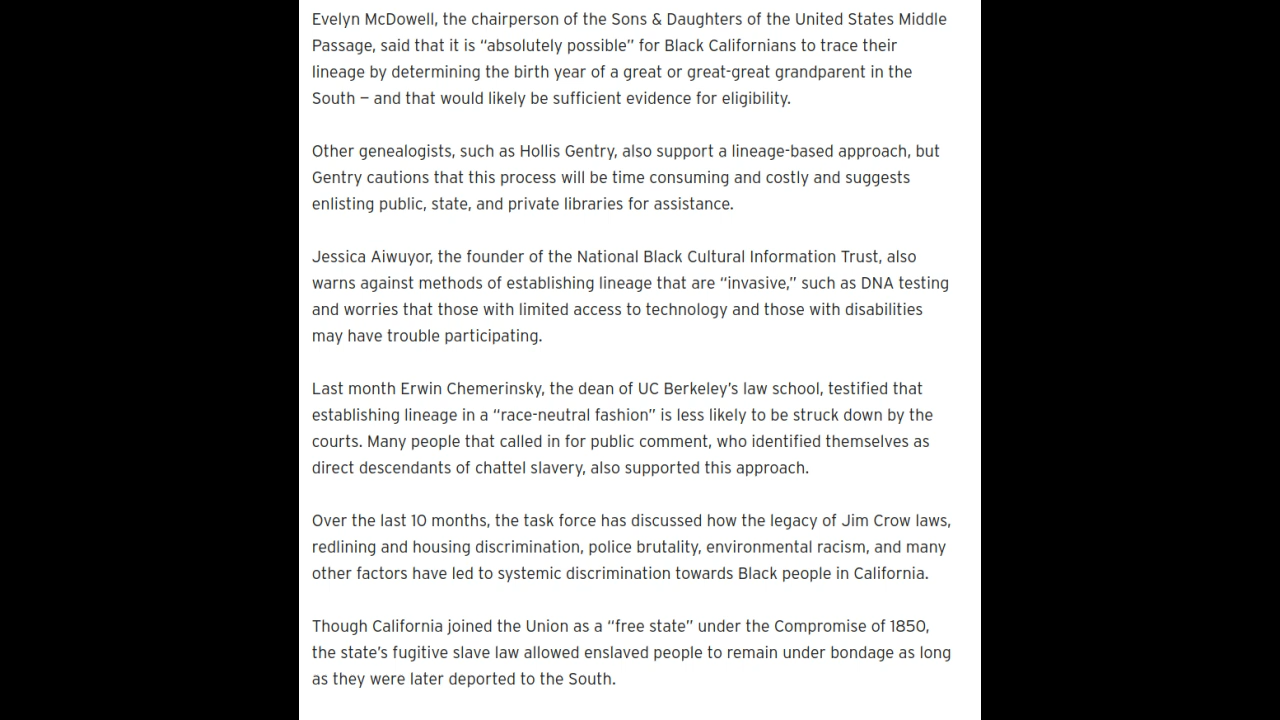 Evelyn McDowell, the chairperson of the Sons & Daughters of the United States Middle
Passage, said that it is “absolutely possible” for Black Californians to trace their
lineage by determining the birth year of a great or great-great grandparent in the
South – and that would likely be sufficient evidence for eligibility.
Other genealogists, such as Hollis Gentry, also support a lineage-based approach, but
Gentry cautions that this process will be time consuming and costly and suggests
enlisting public, state, and private libraries for assistance.
Jessica Aiwuyor, the founder of the National Black Cultural Information Trust, also
warns against methods of establishing lineage that are “invasive,” such as DNA testing
and worries that those with limited access to technology and those with disabilities
may have trouble participating.
Last month Erwin Chemerinsky, the dean of UC Berkeley’s law school, testified that
establishing lineage in a “race-neutral fashion” is less likely to be struck down by the
courts. Many people that called in for public comment, who identified themselves as
direct descendants of chattel slavery, also supported this approach.
Over the last 10 months, the task force has discussed how the legacy of Jim Crow laws,
redlining and housing discrimination, police brutality, environmental racism, and many
other factors have led to systemic discrimination towards Black people in California.
Though California joined the Union as a “free state” under the Compromise of 1850,
the state’s fugitive slave law allowed enslaved people to remain under bondage as long
as they were later deported to the South.